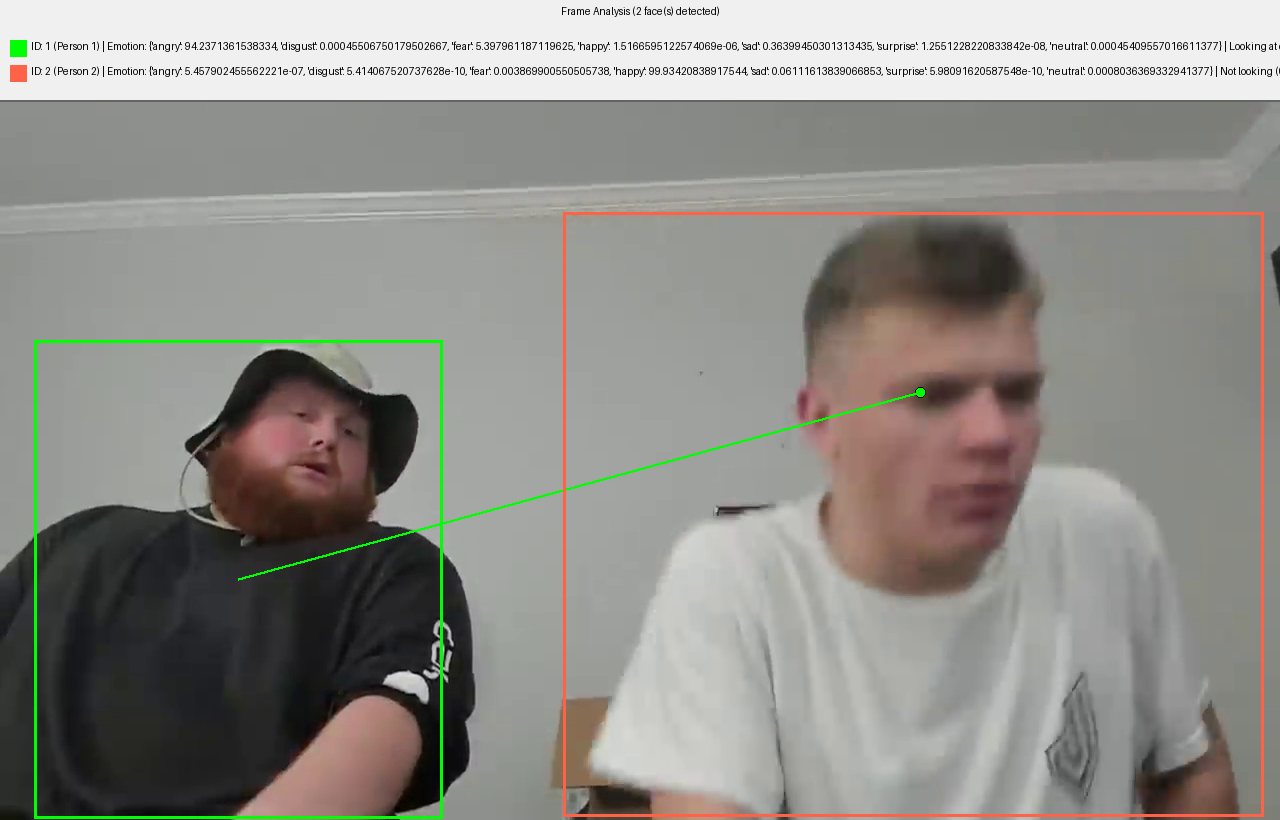 Frame Analysis (2 face(s) detected)
ID: 1 (Person 1) | Emotion: {'angry': 94.2371361538334, 'disgust': 0.00045506750179502667, 'fear': 5.397961187119625, 'happy': 1.5166595122574069e-06, 'sad': 0.36399450301313435, 'surprise': 1.2551228220833842e-08, 'neutral': 0.00045409557016611377} | Looking at
ID: 2 (Person 2) | Emotion: {'angry': 5.457902455562221e-07, 'disgust': 5.414067520737628e-10, 'fear': 0.003869900550505738, 'happy': 99.93420838917544, 'sad': 0.06111613839066853, 'surprise': 5.98091620587548e-10, 'neutral': 0.0008036369332941377} | Not looking (